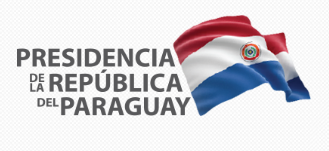 PRESIDENCIA
DE LA REPÚBLICA
DEL PARAGUAY